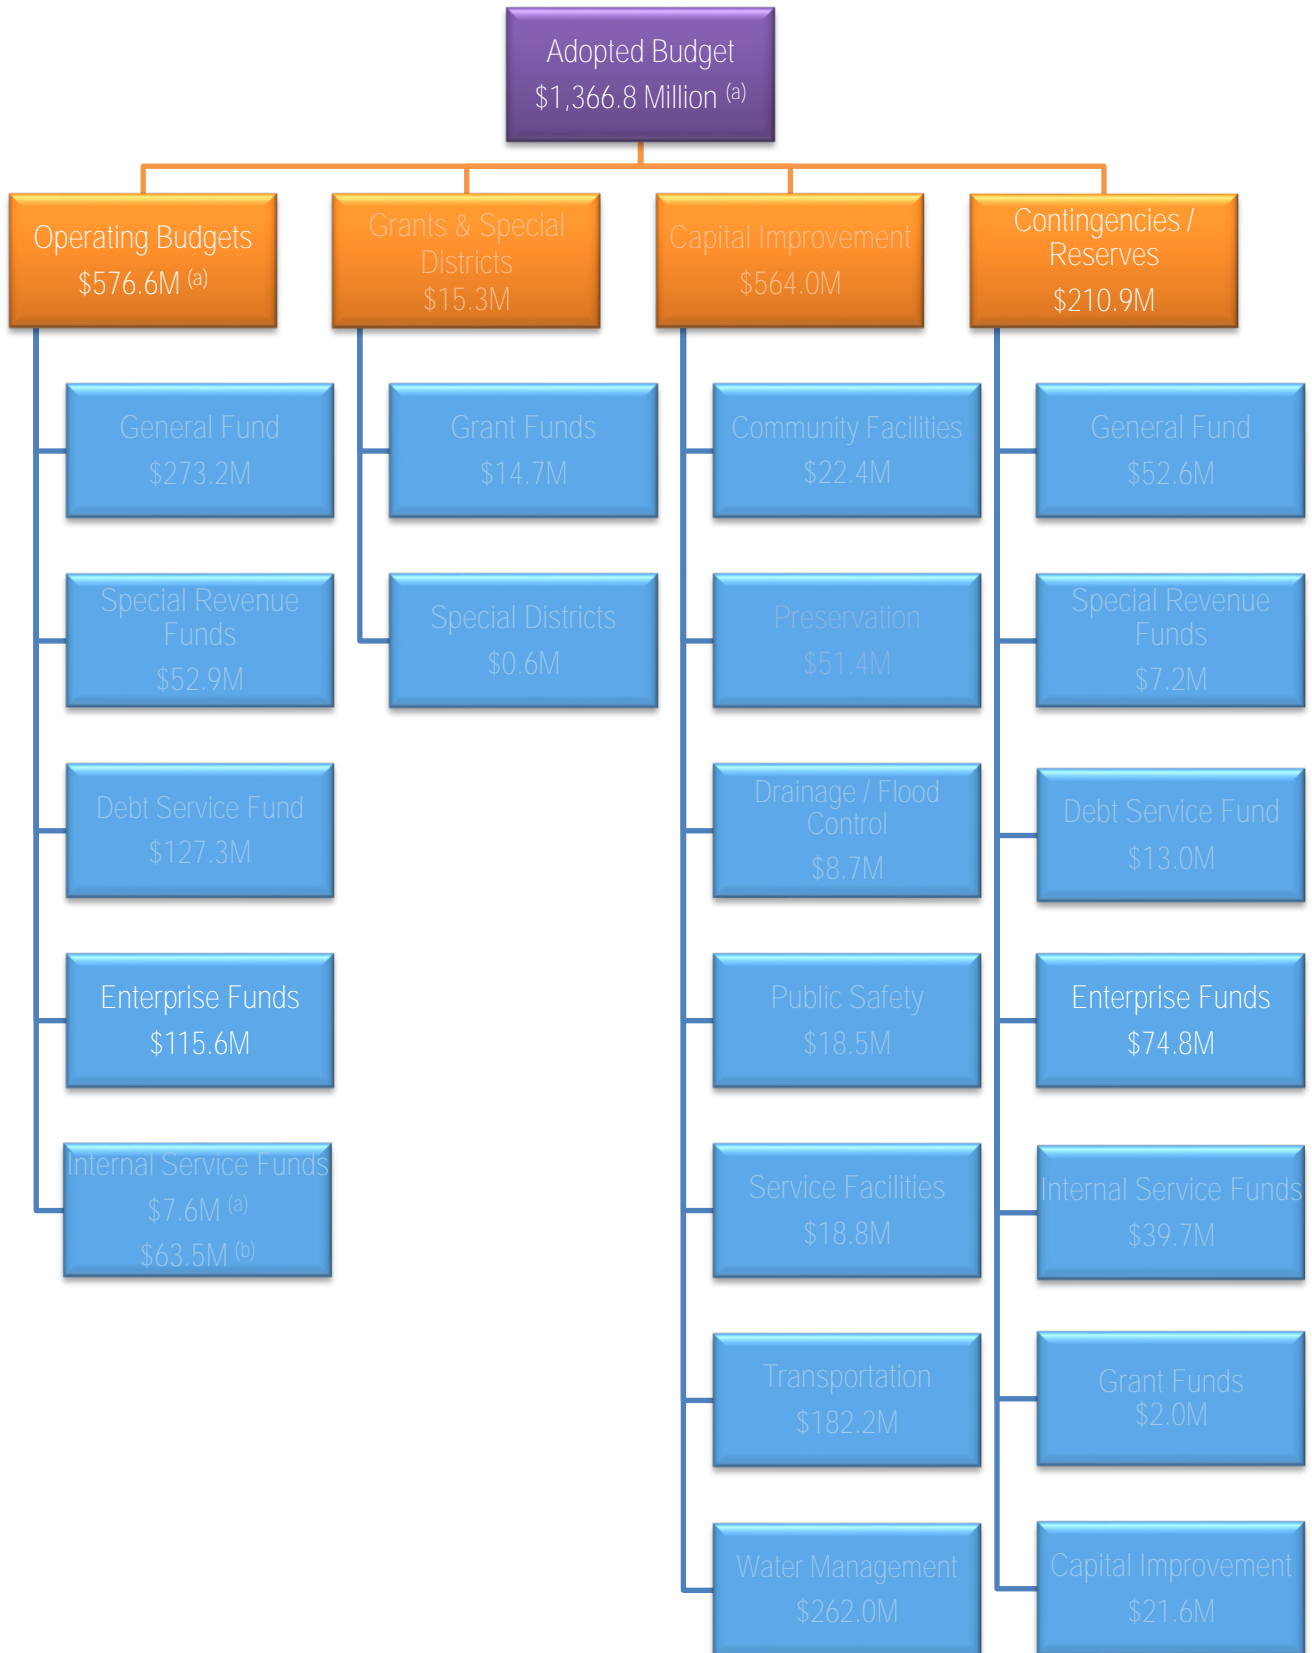 Adopted Budget
$1,366.8 Million (a)
Operating Budgets
$576.6M (a)
Grants & Special
Districts
$15.3M
Capital Improvement
$564.0M
Contingencies /
Reserves
$210.9M
General Fund
$273.2M
Special Revenue
Funds
$52.9M
Debt Service Fund
$127.3M
Enterprise Funds
$115.6M
Internal Service Funds
$7.6M (a)
$63.5M (b)
Grant Funds
$14.7M
Special Districts
$0.6M
Community Facilities
$22.4M
Preservation
$51.4M
Drainage / Flood
Control
$8.7M
Public Safety
$18.5M
Service Facilities
$18.8M
Transportation
$182.2M
Water Management
$262.0M
General Fund
$52.6M
Special Revenue
Funds
$7.2M
Debt Service Fund
$13.0M
Enterprise Funds
$74.8M
Internal Service Funds
$39.7M
Grant Funds
$2.0M
Capital Improvement
$21.6M